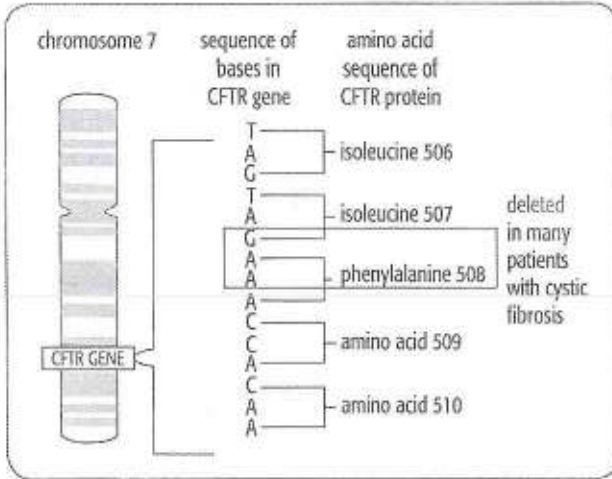 chromosome 7
sequence of
bases in
CFTR gene
amino acid
sequence of
CFTR protein
T
A
G
isoleucine 506
T
A
G
isoleucine 507
A
A
A
phenylalanine 508
C
C
A
amino acid 509
C
A
A
amino acid 510
deleted
in many
patients
with cystic
fibrosis
CFTR GENE